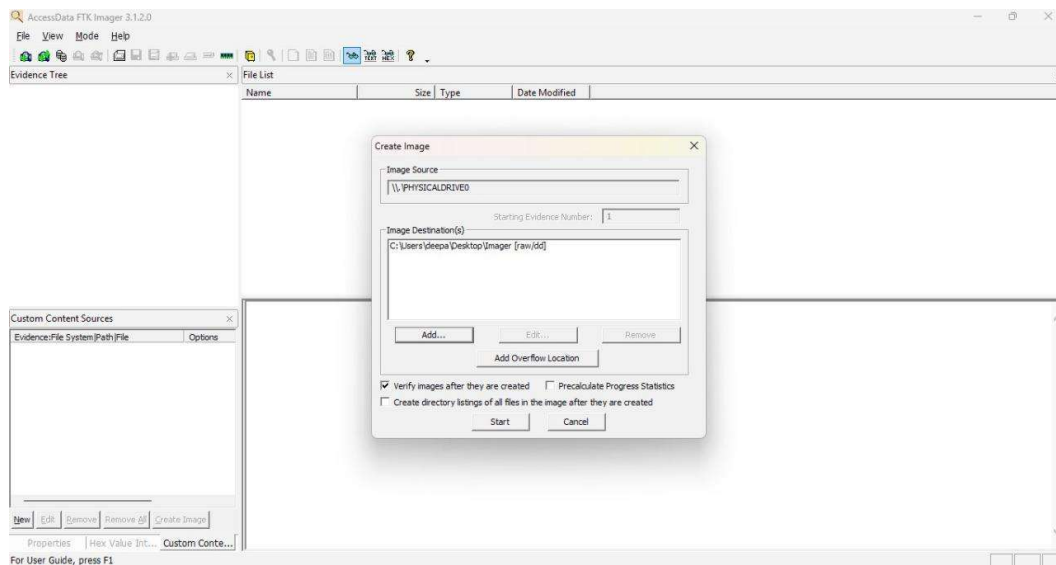 AccessData FTK Imager 3.1.2.0
File View Mode Help
TEXT HEX
Evidence Tree
File List
Name Size Type Date Modified
Create Image
Image Source
\\.\PHYSICALDRIVE0
Starting Evidence Number: 1
Image Destination(s)
C:\Users\deepa\Desktop\Imager [raw/dd]
Custom Content Sources
Evidence:File System|Path|File Options
Add... Edit... Remove
Add Overflow Location
Verify images after they are created Precalculate Progress Statistics
Create directory listings of all files in the image after they are created
Start Cancel
New Edit Remove Remove All Create Image
Properties Hex Value Int... Custom Conte...
For User Guide, press F1